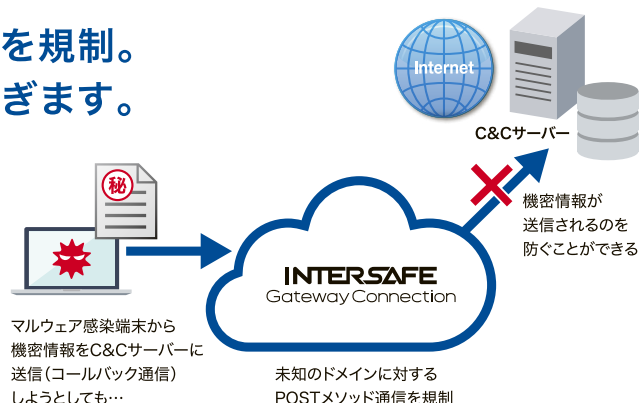 を規制。
ぎます。
Internet
C&Cサーバー
秘
機密情報が
送信されるのを
防ぐことができる
INTERSAFE
Gateway Connection
マルウェア感染端末から
機密情報をC&Cサーバーに
送信(コールバック通信)
しようとしても…
未知のドメインに対する
POSTメソッド通信を規制